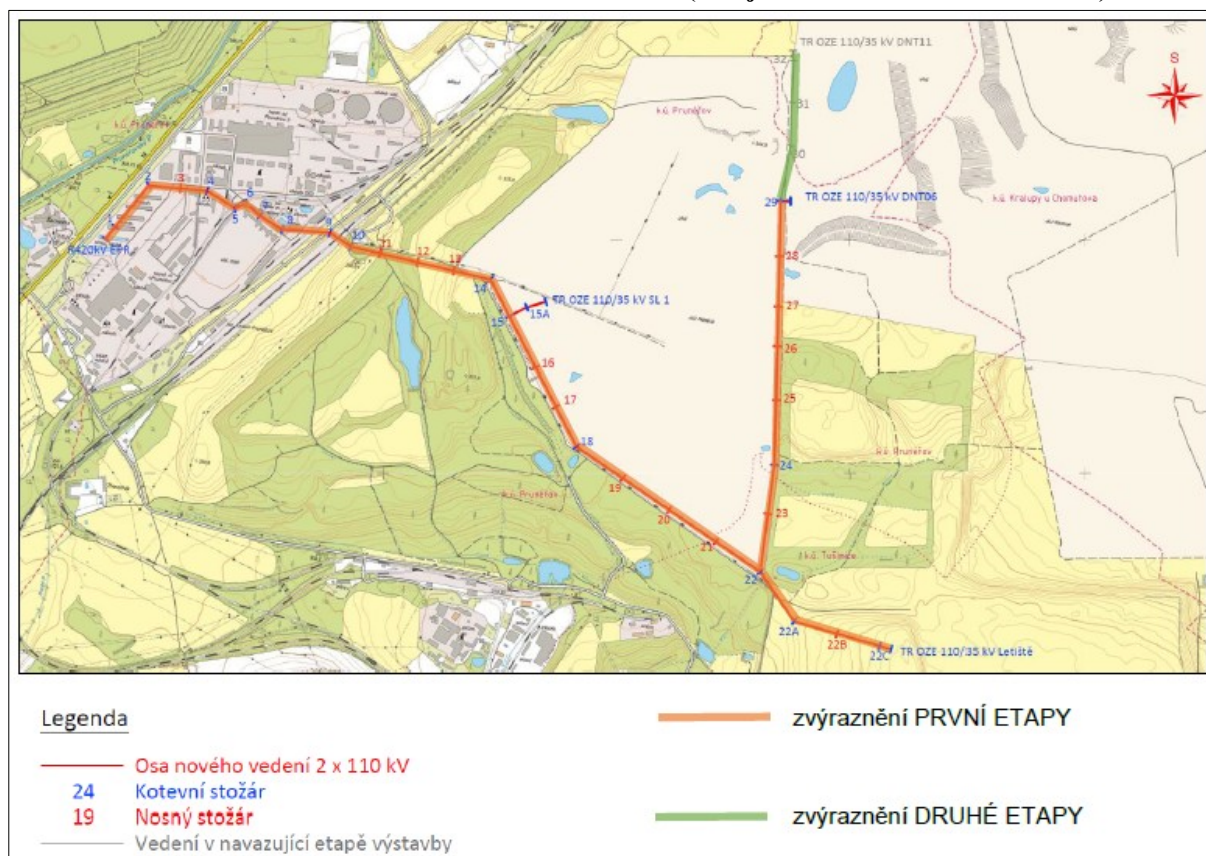 TR OZE 110/35 kV DNT11
32
S
31
k.ú. Prunéřov
30
29
TR OZE 110/35 kV DNT06
k.ú. Kralupy u Chomutova
2
3
4
6
1
5
7
8
9
10
R420kV EPR
11
12
13
28
14
TR OZE 110/35 kV SL 1
15
15A
27
26
16
17
25
18
24
k.ú. Prunéřov
19
k.ú. Prunéřov
20
23
21
k.ú. Tušimice
22
22A
22B
22C
TR OZE 110/35 kV Letiště
Legenda
zvýraznění PRVNÍ ETAPY
Osa nového vedení 2 x 110 kV
24 Kotevní stožár
19 Nosný stožár
zvýraznění DRUHÉ ETAPY
Vedení v navazující etapě výstavby